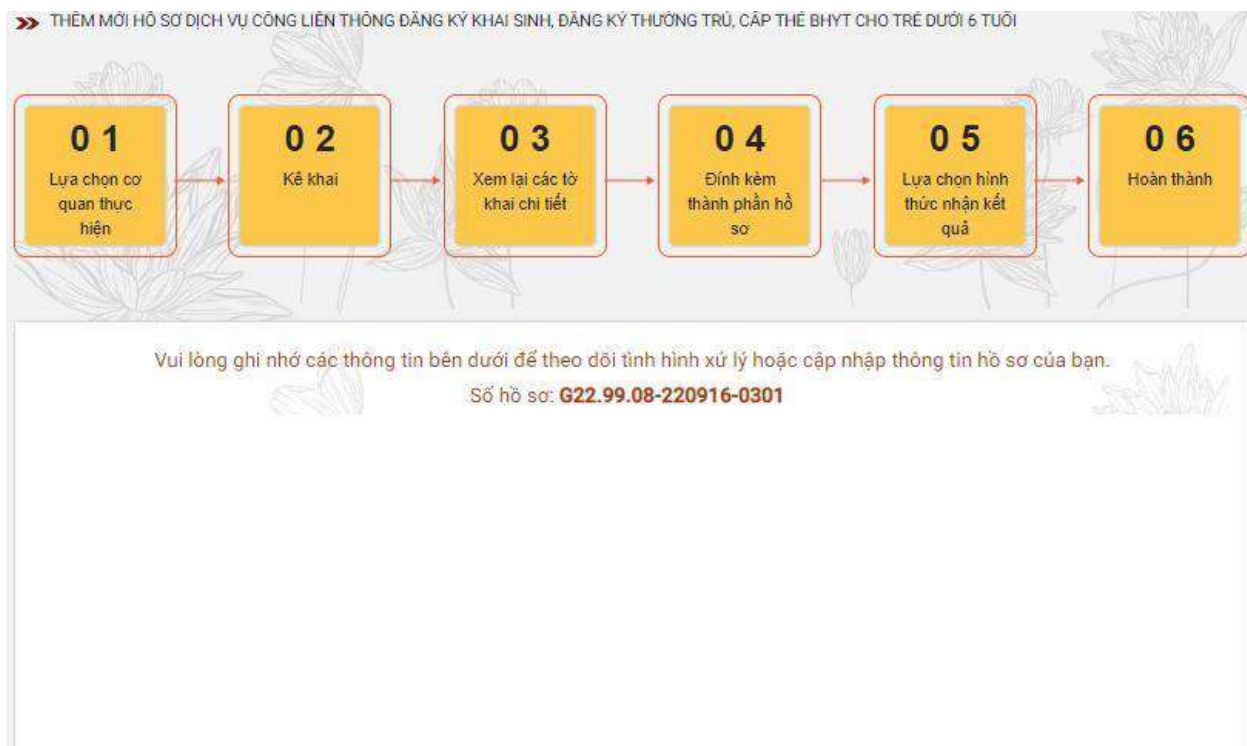 THÊM MỚI HỒ SƠ DỊCH VỤ CÔNG LIÊN THÔNG ĐĂNG KÝ KHAI SINH, ĐĂNG KÝ THƯỜNG TRÚ, CẤP THẺ BHYT CHO TRẺ DƯỚI 6 TUỔI
0 1
Lựa chọn cơ
quan thực
hiện
0 2
Kê khai
0 3
Xem lại các tờ
khai chi tiết
0 4
Đính kèm
thành phần hồ
sơ
0 5
Lựa chọn hình
thức nhận kết
quả
0 6
Hoàn thành
Vui lòng ghi nhớ các thông tin bên dưới để theo dõi tình hình xử lý hoặc cập nhập thông tin hồ sơ của bạn.
Số hồ sơ: G22.99.08-220916-0301